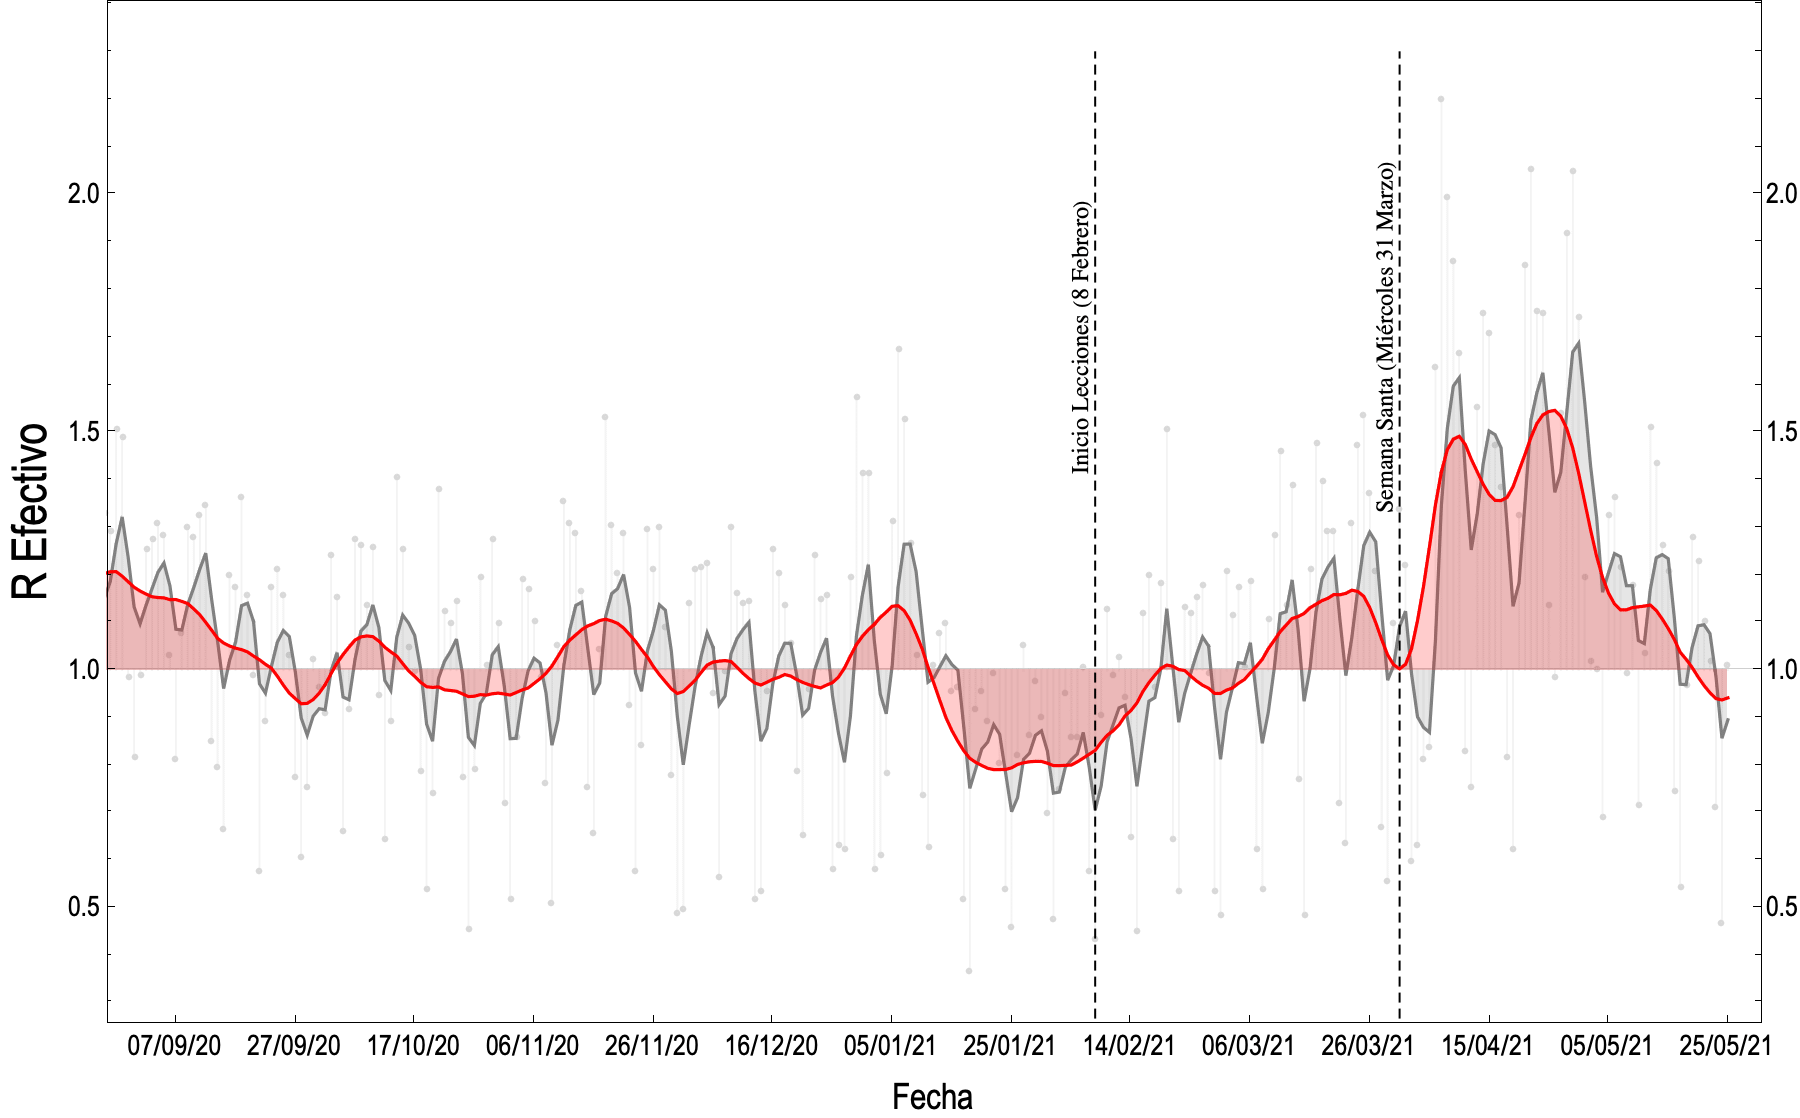 R Efectivo
2.0
1.5
1.0
0.5
Inicio Lecciones (8 Febrero)
Semana Santa (Miércoles 31 Marzo)
2.0
1.5
1.0
0.5
07/09/20 27/09/20 17/10/20 06/11/20 26/11/20 16/12/20 05/01/21 25/01/21 14/02/21 06/03/21 26/03/21 15/04/21 05/05/21 25/05/21
Fecha